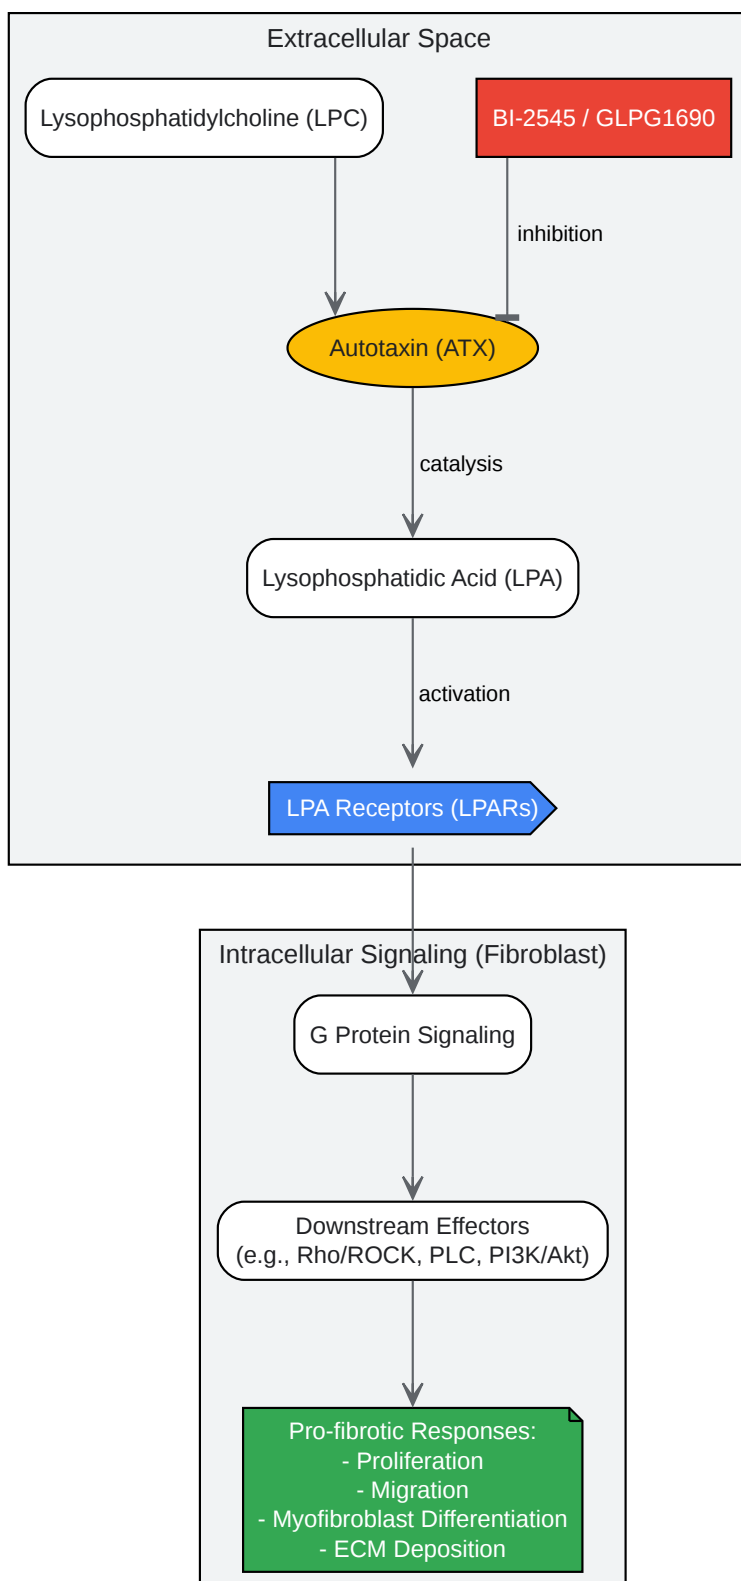 Extracellular Space
Lysophosphatidylcholine (LPC)
BI-2545 / GLPG1690
inhibition
Autotaxin (ATX)
catalysis
Lysophosphatidic Acid (LPA)
activation
LPA Receptors (LPARs)
Intracellular Signaling (Fibroblast)
G Protein Signaling
Downstream Effectors
(e.g., Rho/ROCK, PLC, PI3K/Akt)
Pro-fibrotic Responses:
- Proliferation
- Migration
- Myofibroblast Differentiation
- ECM Deposition